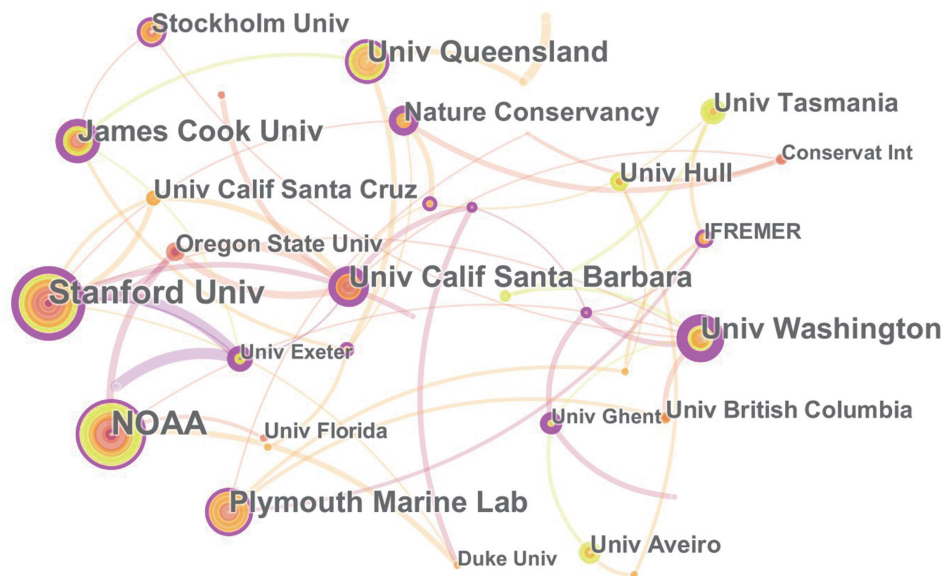 Stockholm Univ
Univ Queensland
Nature Conservancy
Univ Tasmania
James Cook Univ
Conservat Int
Univ Hull
Univ Calif Santa Cruz
IFREMER
Oregon State Univ
Univ Calif Santa Barbara
Stanford Univ
Univ Washington
Univ Exeter
Univ British Columbia
Univ Ghent
NOAA
Univ Florida
Plymouth Marine Lab
Univ Aveiro
Duke Univ